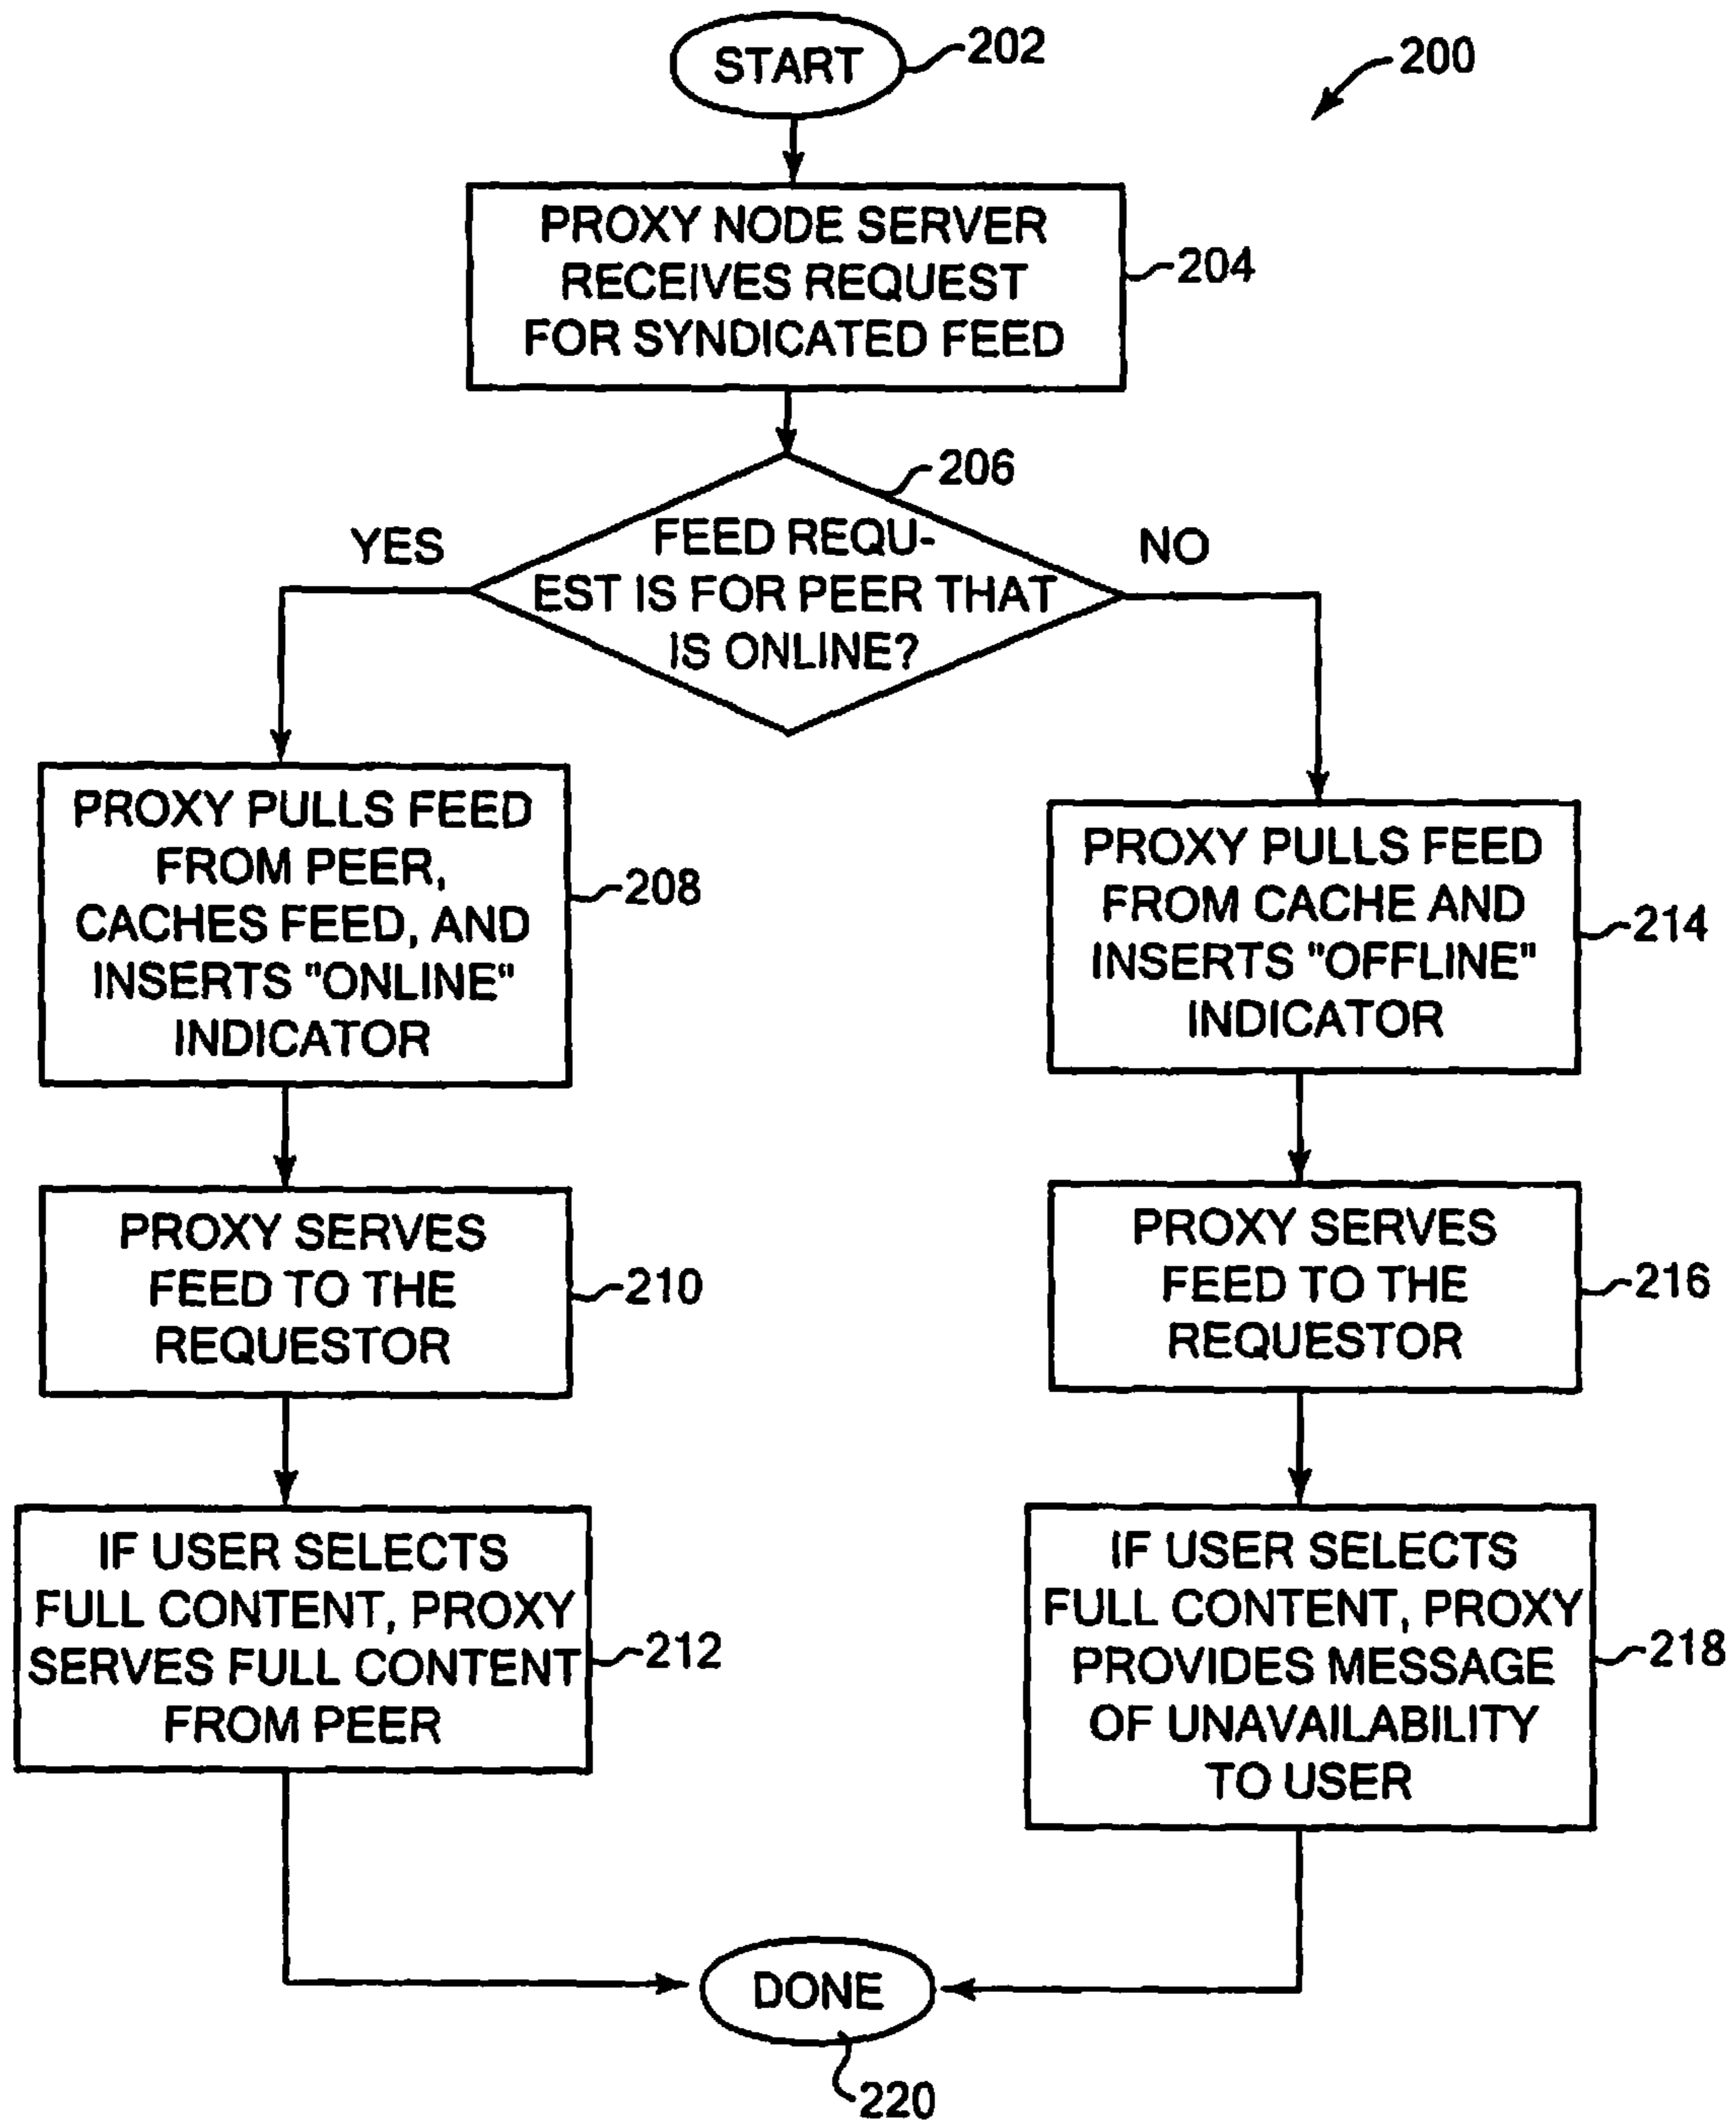 START
202
200
PROXY NODE SERVER
RECEIVES REQUEST
FOR SYNDICATED FEED
204
206
YES
FEED REQU-
EST IS FOR PEER THAT
IS ONLINE?
NO
PROXY PULLS FEED
FROM PEER,
CACHES FEED, AND
INSERTS "ONLINE"
INDICATOR
208
PROXY PULLS FEED
FROM CACHE AND
INSERTS "OFFLINE"
INDICATOR
214
PROXY SERVES
FEED TO THE
REQUESTOR
210
PROXY SERVES
FEED TO THE
REQUESTOR
216
IF USER SELECTS
FULL CONTENT, PROXY
SERVES FULL CONTENT
FROM PEER
212
IF USER SELECTS
FULL CONTENT, PROXY
PROVIDES MESSAGE
OF UNAVAILABILITY
TO USER
218
DONE
220